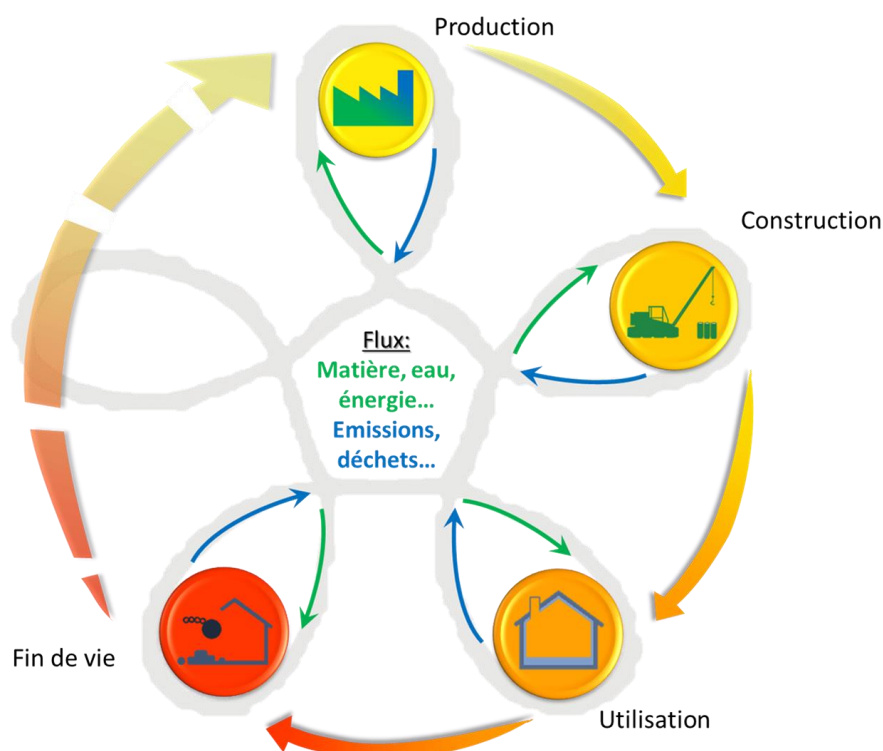 Production
Construction
Flux:
Matière, eau,
énergie...
Emissions,
déchets...
Fin de vie
Utilisation